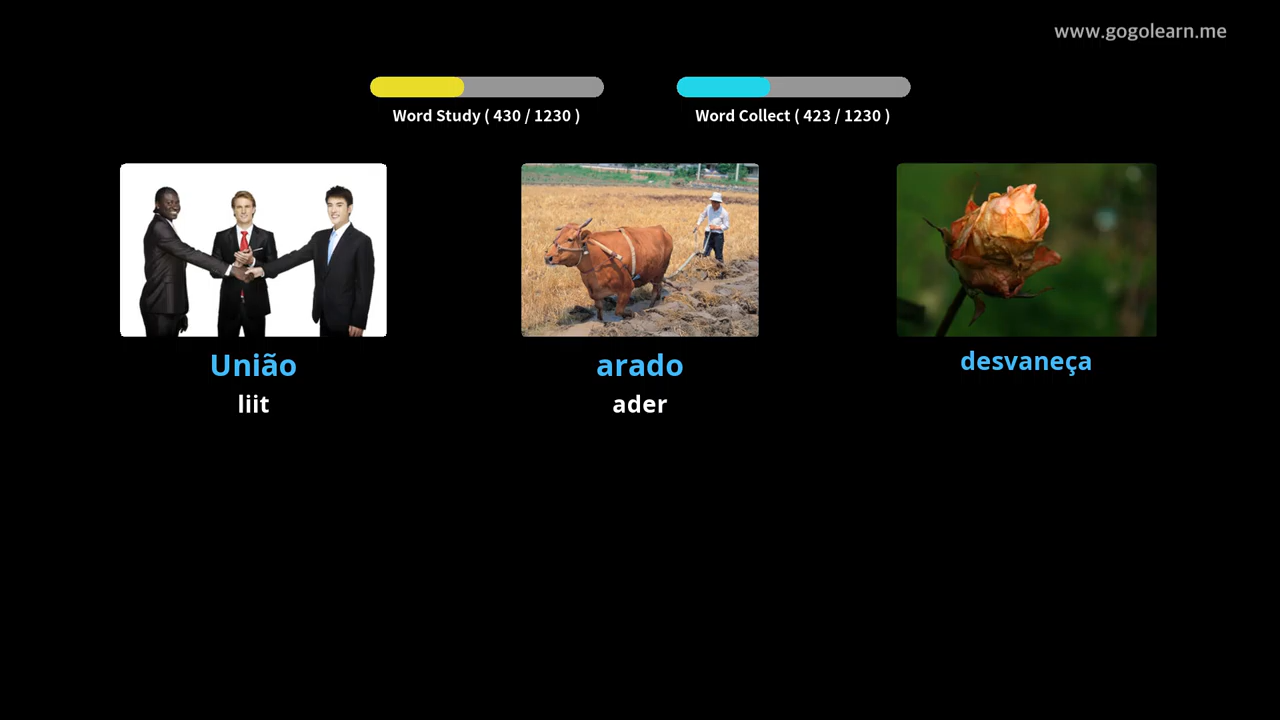 www.gogolearn.me
Word Study ( 430 / 1230 )
Word Collect ( 423 / 1230 )
União
arado
desvaneça
liit
ader